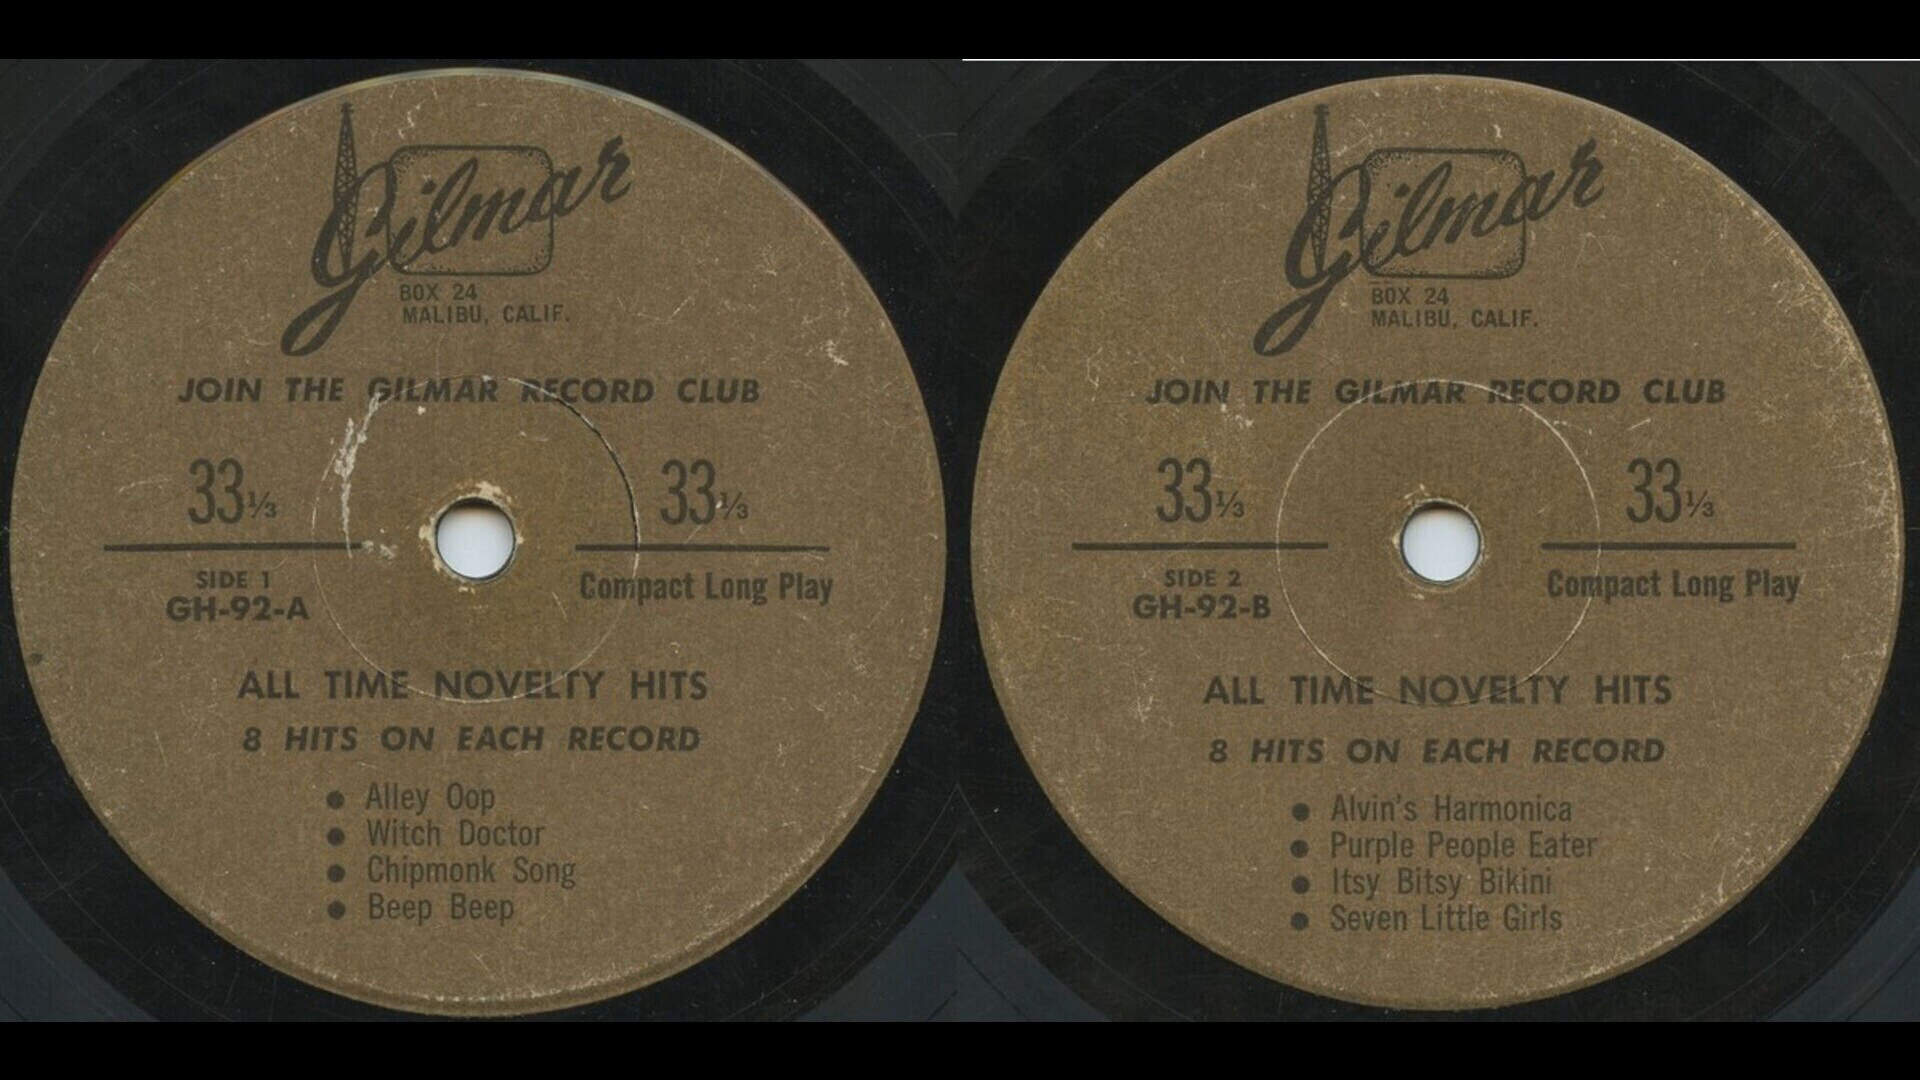 Gilmar
BOX 24
MALIBU, CALIF.
JOIN THE GILMAR RECORD CLUB
33⅓ 33⅓
SIDE 1
GH-92-A
Compact Long Play
ALL TIME NOVELTY HITS
8 HITS ON EACH RECORD
• Alley Oop
• Witch Doctor
• Chipmonk Song
• Beep Beep
Gilmar
BOX 24
MALIBU, CALIF.
JOIN THE GILMAR RECORD CLUB
33⅓ 33⅓
SIDE 2
GH-92-B
Compact Long Play
ALL TIME NOVELTY HITS
8 HITS ON EACH RECORD
• Alvin's Harmonica
• Purple People Eater
• Itsy Bitsy Bikini
• Seven Little Girls